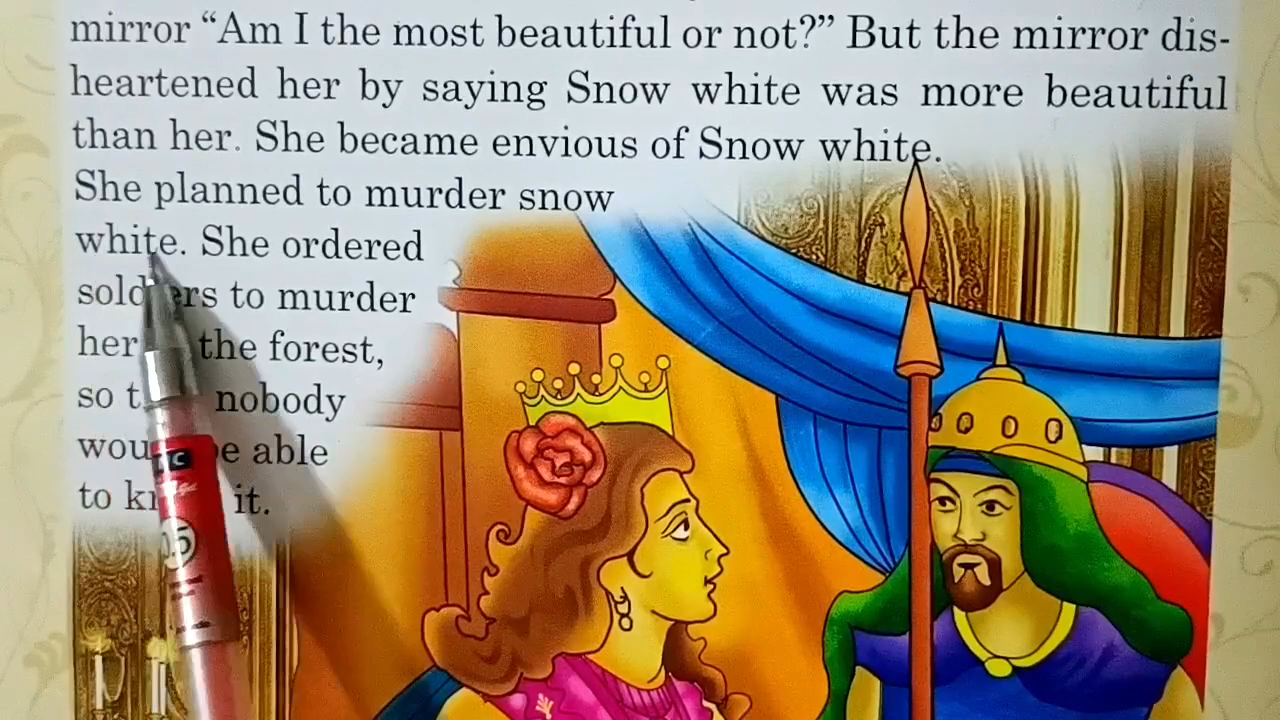 mirror “Am I the most beautiful or not?” But the mirror dis-
heartened her by saying Snow white was more beautiful
than her. She became envious of Snow white.
She planned to murder snow
white. She ordered
soldiers to murder
her the forest,
so nobody
able
to it.